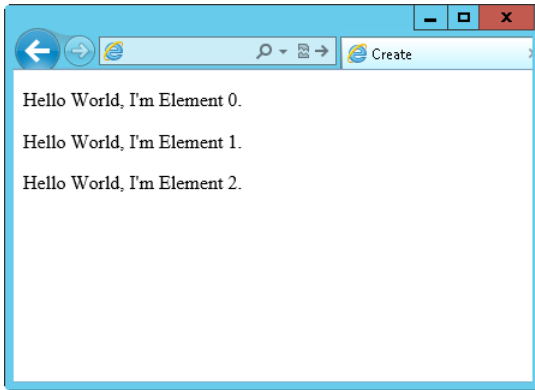 Create
Hello World, I'm Element 0.
Hello World, I'm Element 1.
Hello World, I'm Element 2.